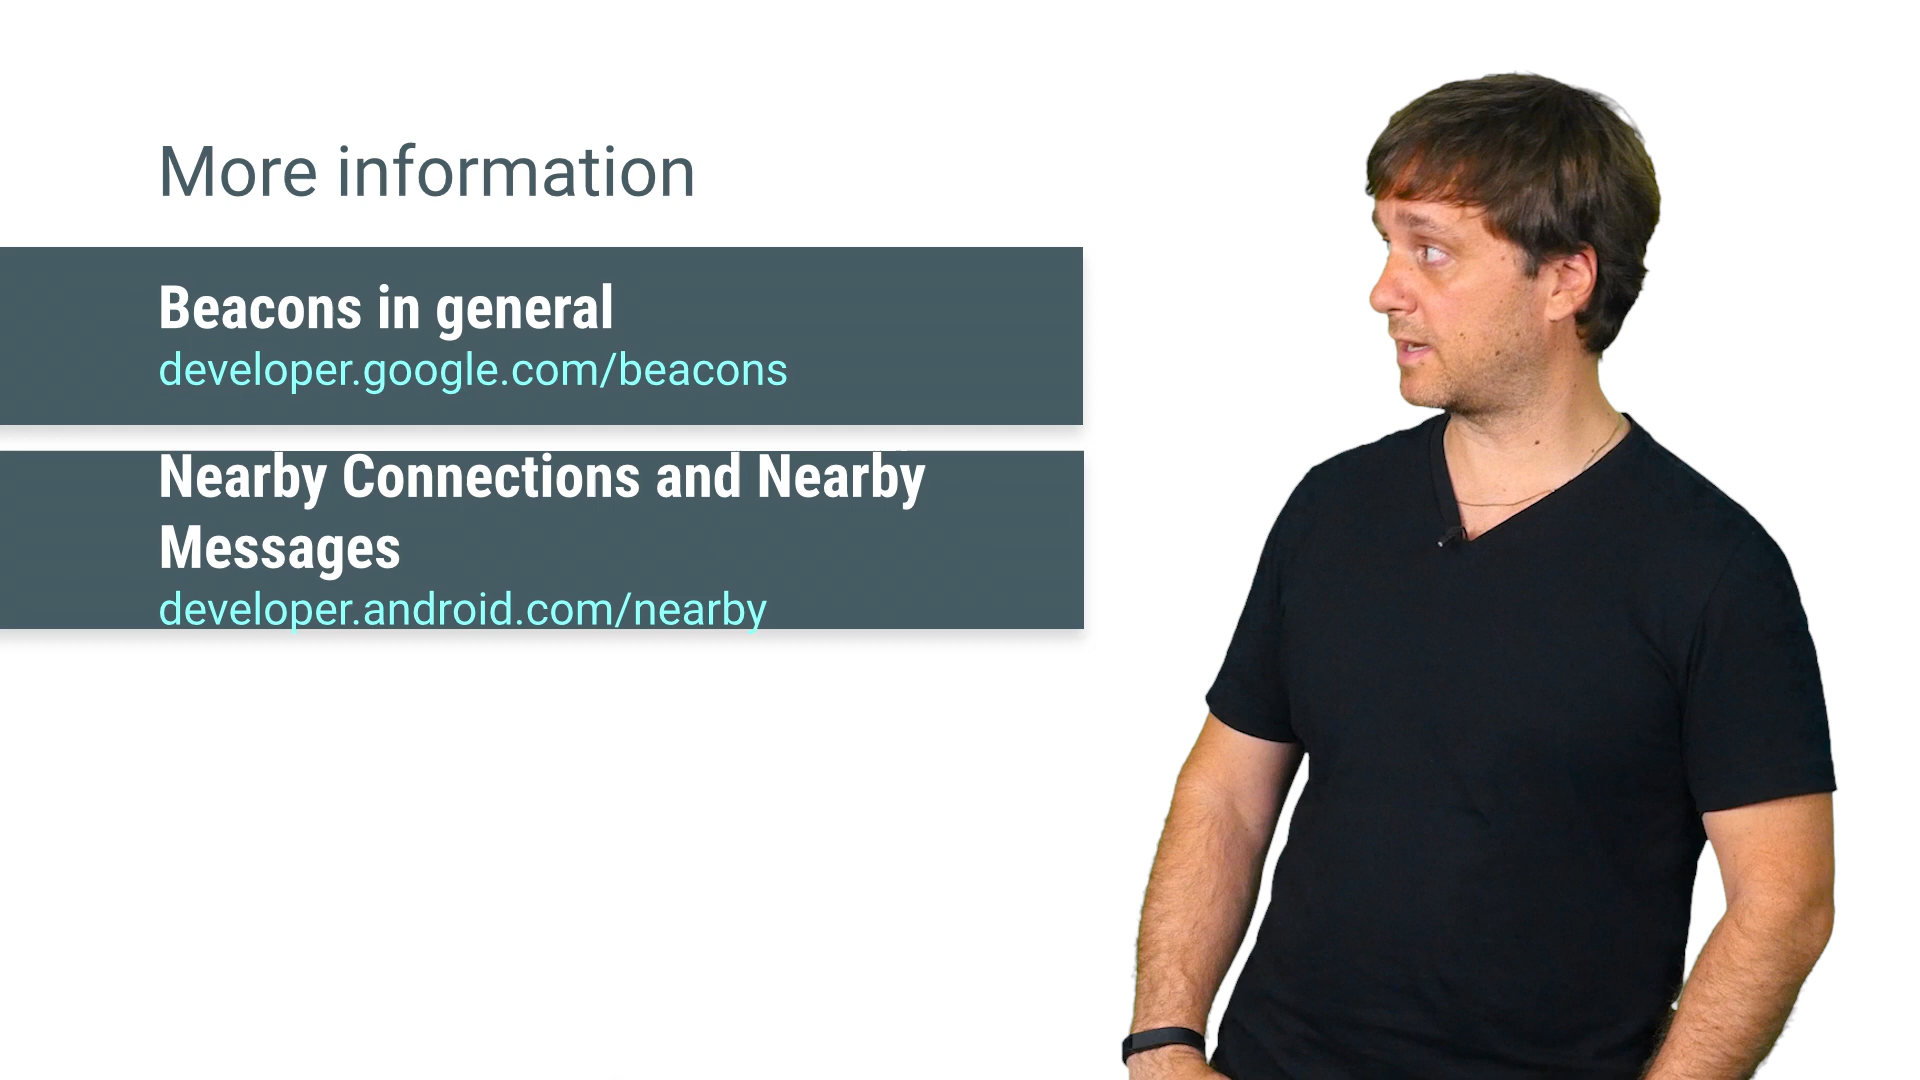 More information
Beacons in general
developer.google.com/beacons
Nearby Connections and Nearby
Messages
developer.android.com/nearby